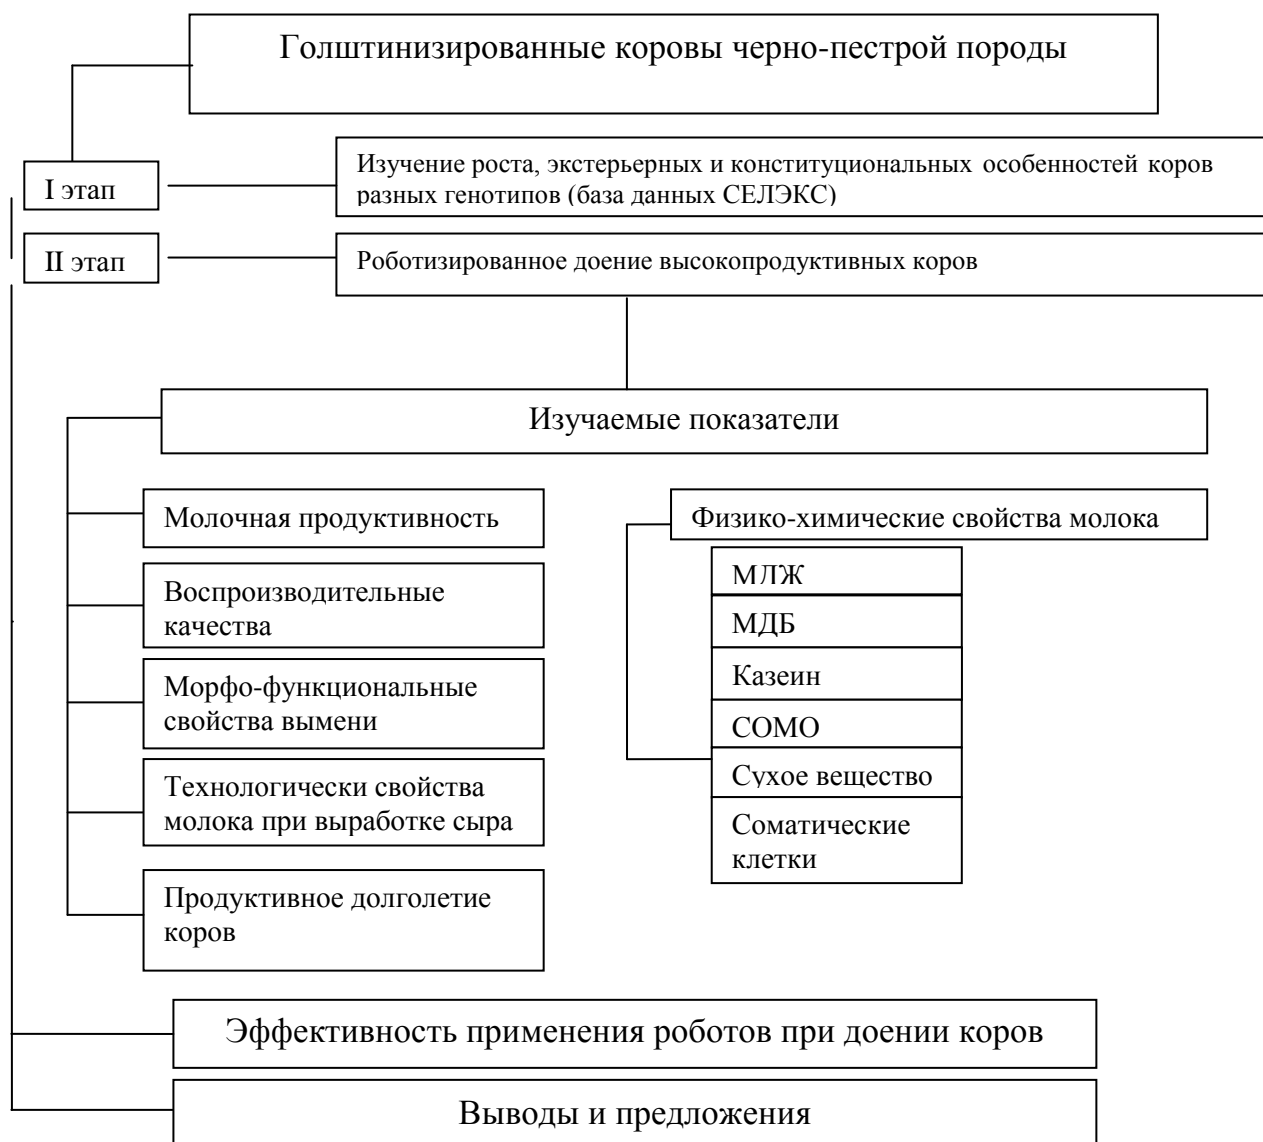 Голштинизированные коровы черно-пестрой породы
I этап
Изучение роста, экстерьерных и конституциональных особенностей коров
разных генотипов (база данных СЕЛЭКС)
II этап
Роботизированное доение высокопродуктивных коров
Изучаемые показатели
Молочная продуктивность
Воспроизводительные
качества
Морфо-функциональные
свойства вымени
Технологически свойства
молока при выработке сыра
Продуктивное долголетие
коров
Физико-химические свойства молока
МДЖ
МДБ
Казеин
СОМО
Сухое вещество
Соматические
клетки
Эффективность применения роботов при доении коров
Выводы и предложения